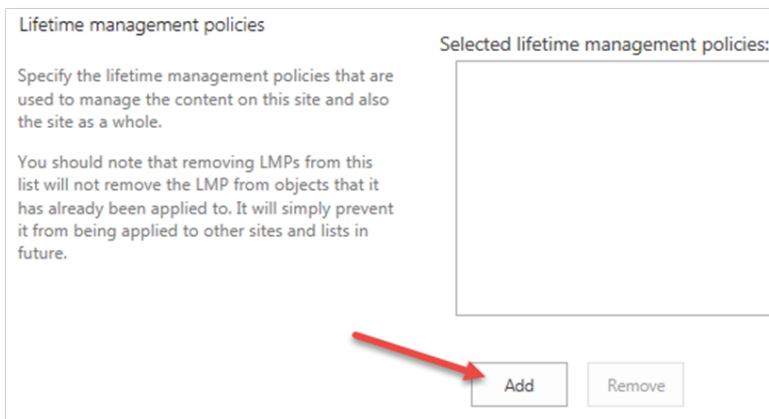 Lifetime management policies
Specify the lifetime management policies that are
used to manage the content on this site and also
the site as a whole.
You should note that removing LMPs from this
list will not remove the LMP from objects that it
has already been applied to. It will simply prevent
it from being applied to other sites and lists in
future.
Selected lifetime management policies:
Add
Remove